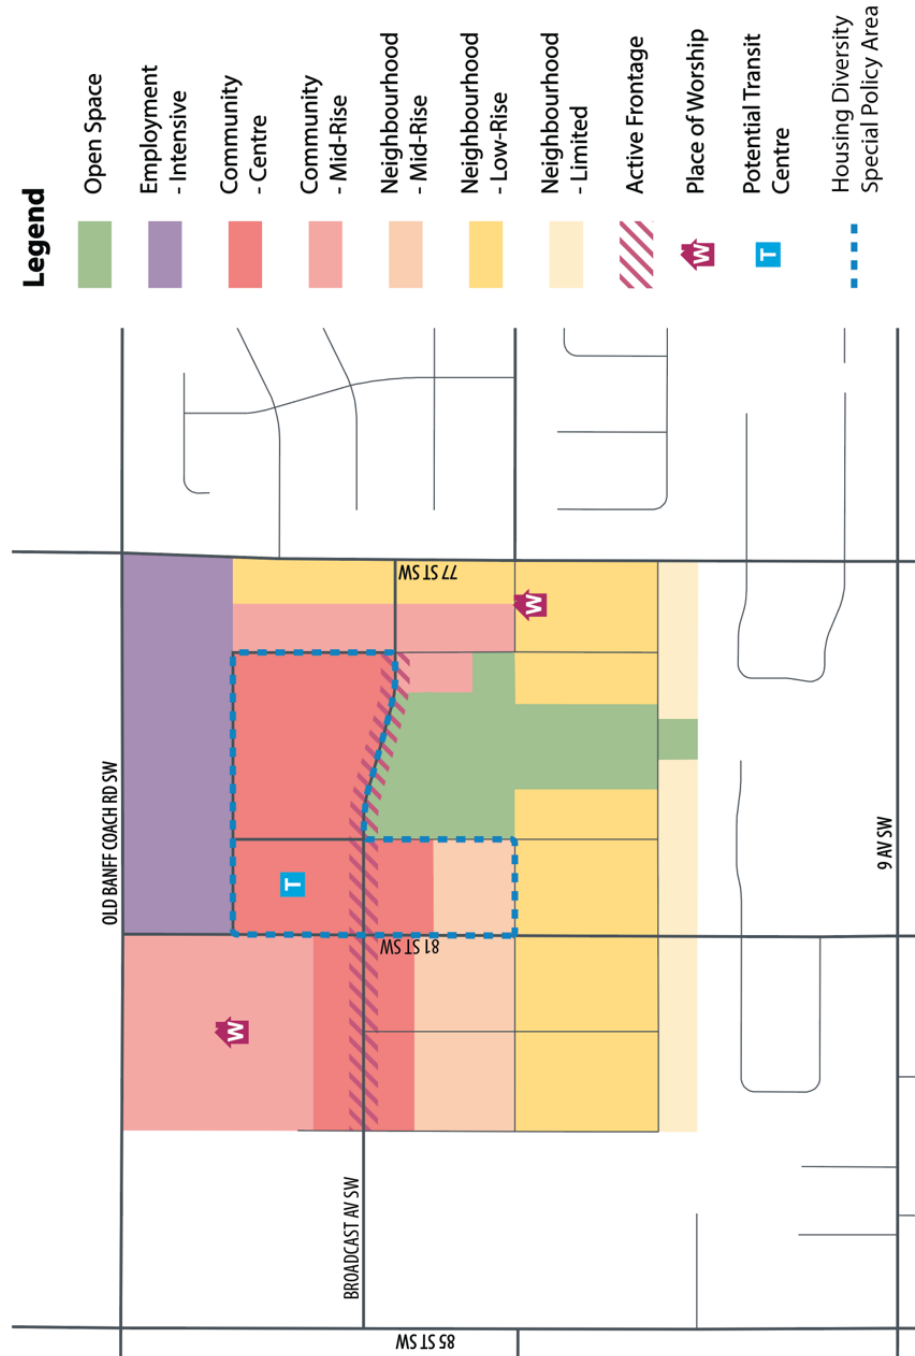 Legend
Open Space
Employment
- Intensive
Community
- Centre
Community
- Mid-Rise
Neighbourhood
- Mid-Rise
Neighbourhood
- Low-Rise
Neighbourhood
- Limited
Active Frontage
W
Place of Worship
T
Potential Transit
Centre
Housing Diversity
Special Policy Area
OLD BANFF COACH RD SW
77 ST SW
W
T
81 ST SW
W
BROADCAST AV SW
9 AV SW
85 ST SW